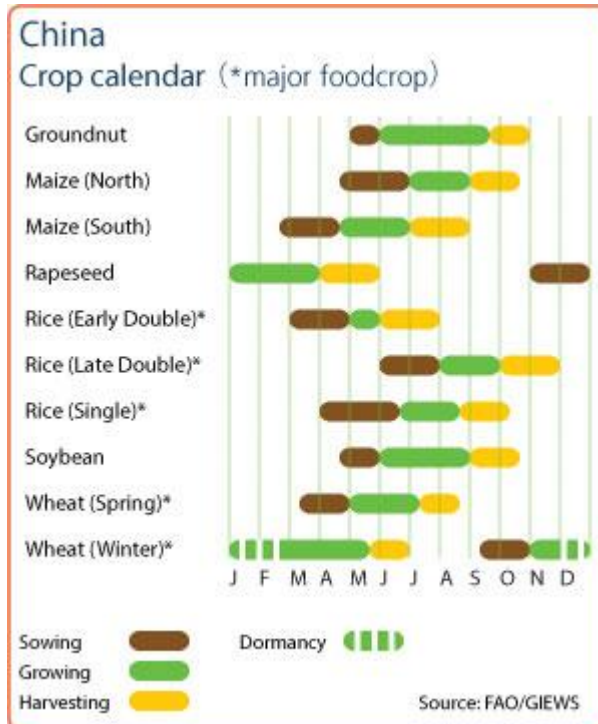 China
Crop calendar (*major foodcrop)
Groundnut
Maize (North)
Maize (South)
Rapeseed
Rice (Early Double)*
Rice (Late Double)*
Rice (Single)*
Soybean
Wheat (Spring)*
Wheat (Winter)*
J F M A M J J A S O N D
Sowing
Dormancy
Growing
Harvesting
Source: FAO/GIEWS